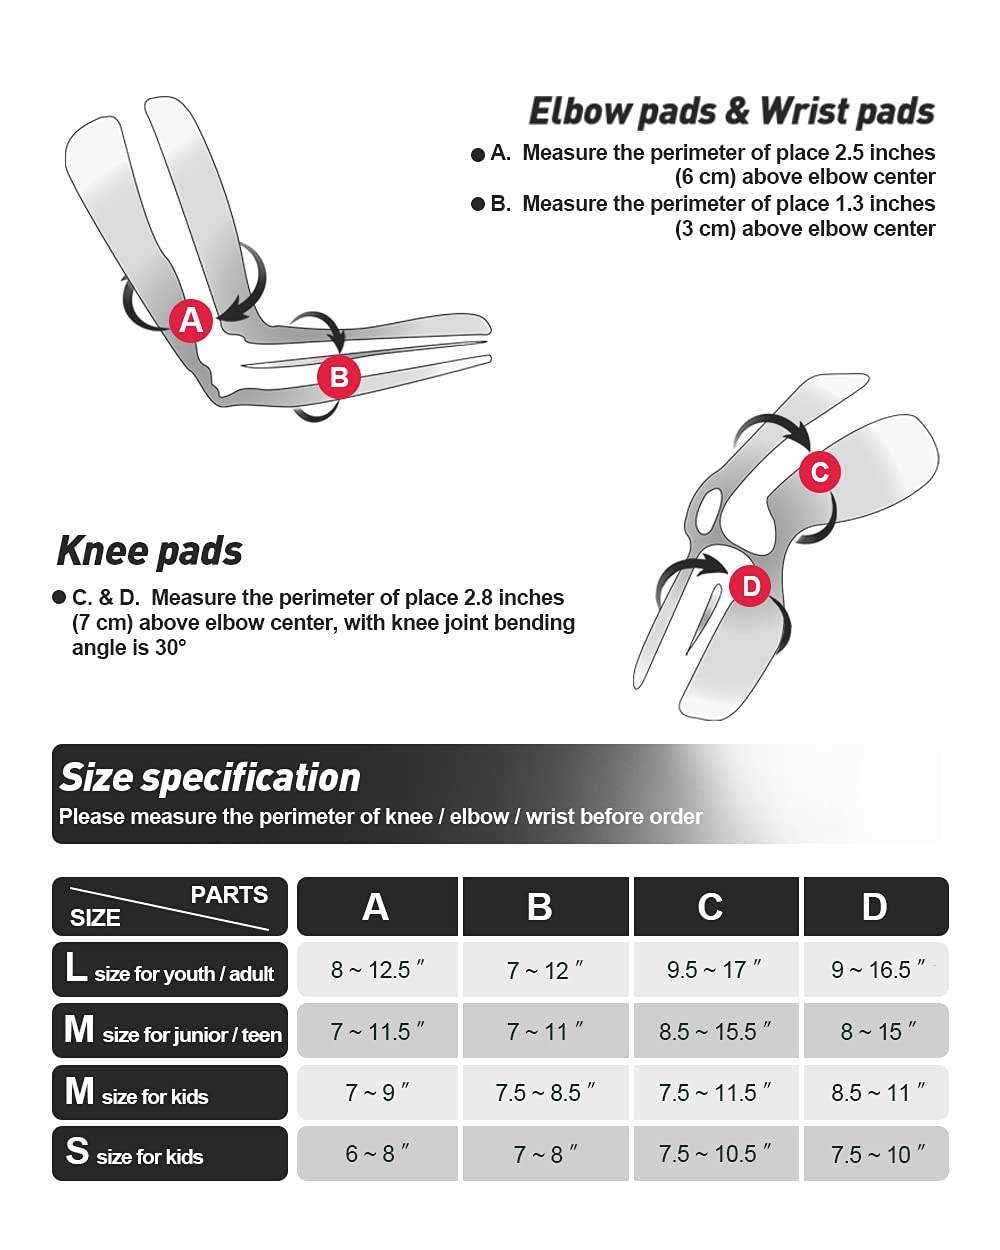 Elbow pads & Wrist pads
● A. Measure the perimeter of place 2.5 inches
(6 cm) above elbow center
● B. Measure the perimeter of place 1.3 inches
(3 cm) above elbow center
A
B
C
D
Knee pads
● C. & D. Measure the perimeter of place 2.8 inches
(7 cm) above elbow center, with knee joint bending
angle is 30°
Size specification
Please measure the perimeter of knee / elbow / wrist before order
PARTS
SIZE
A B C D
L size for youth / adult 8 ~ 12.5 ″ 7 ~ 12 ″ 9.5 ~ 17 ″ 9 ~ 16.5 ″
M size for junior / teen 7 ~ 11.5 ″ 7 ~ 11 ″ 8.5 ~ 15.5 ″ 8 ~ 15 ″
M size for kids 7 ~ 9 ″ 7.5 ~ 8.5 ″ 7.5 ~ 11.5 ″ 8.5 ~ 11 ″
S size for kids 6 ~ 8 ″ 7 ~ 8 ″ 7.5 ~ 10.5 ″ 7.5 ~ 10 ″